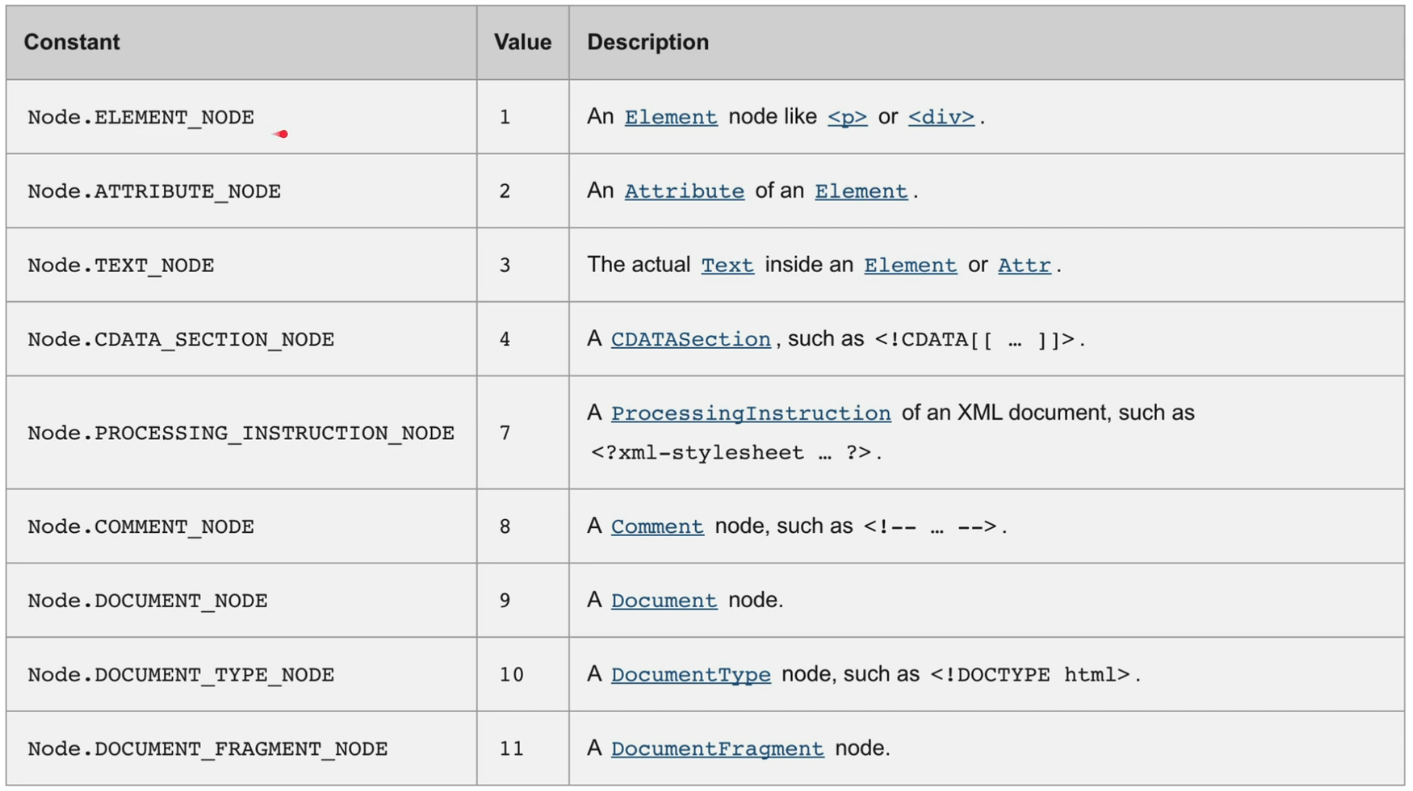 Constant Value Description
Node.ELEMENT_NODE 1 An Element node like <p> or <div>.
Node.ATTRIBUTE_NODE 2 An Attribute of an Element.
Node.TEXT_NODE 3 The actual Text inside an Element or Attr.
Node.CDATA_SECTION_NODE 4 A CDATASection, such as <!CDATA[[ … ]]>.
Node.PROCESSING_INSTRUCTION_NODE 7 A ProcessingInstruction of an XML document, such as
<?xml-stylesheet … ?>.
Node.COMMENT_NODE 8 A Comment node, such as <!-- … -->.
Node.DOCUMENT_NODE 9 A Document node.
Node.DOCUMENT_TYPE_NODE 10 A DocumentType node, such as <!DOCTYPE html>.
Node.DOCUMENT_FRAGMENT_NODE 11 A DocumentFragment node.